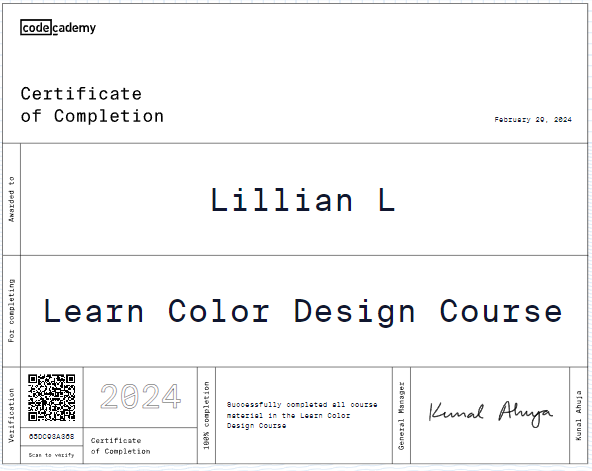 codecademy
Certificate
of Completion
February 29, 2024
Awarded to
Lillian L
For completing
Learn Color Design Course
Verification
Scan to verify
2024
Certificate
of Completion
100% completion
Successfully completed all course
material in the Learn Color
Design Course
General Manager
Kunal Ahuja
Kunal Ahuja